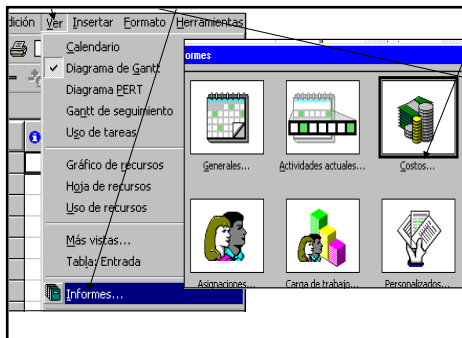 dición Ver Insertar Formato Herramientas
Calendario
Diagrama de Gantt
Diagrama PERT
Gantt de seguimiento
Uso de tareas
Gráfico de recursos
Hoja de recursos
Uso de recursos
Más vistas...
Tabla: Entrada
Informes...
ormes
Generales...
Actividades actuales...
Costos...
Asignaciones...
Carga de trabajo...
Personalizados...